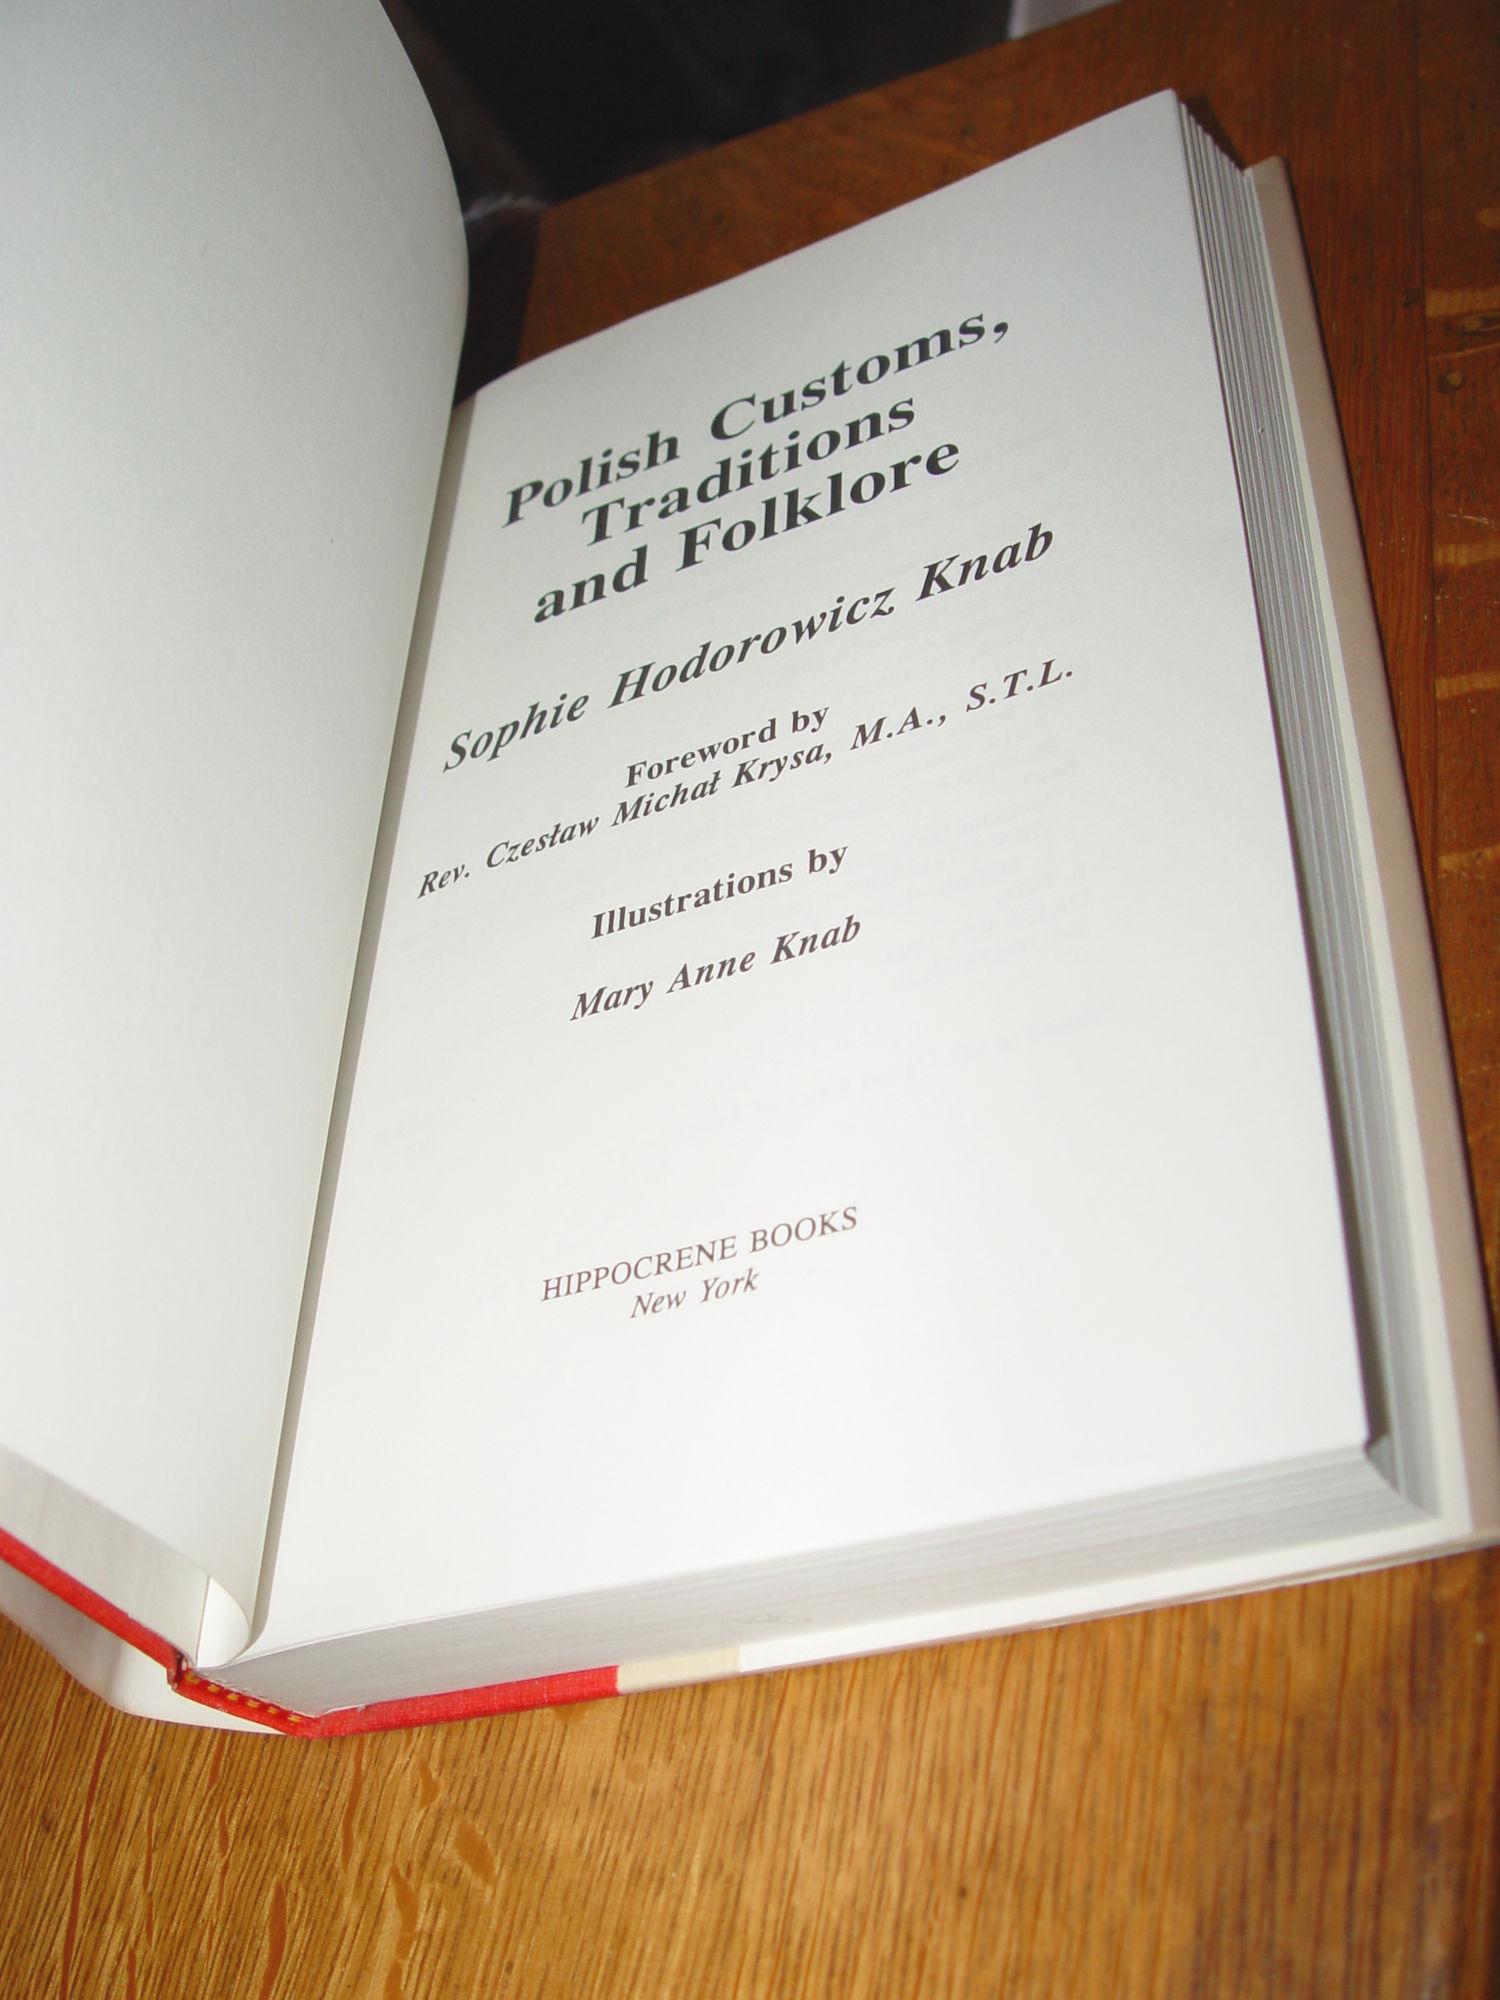 Polish Customs,
Traditions
and Folklore
Sophie Hodorowicz Knab
Foreword by
Rev. Czesław Michał Krysa, M.A., S.T.L.
Illustrations by
Mary Anne Knab
HIPPOCRENE BOOKS
New York